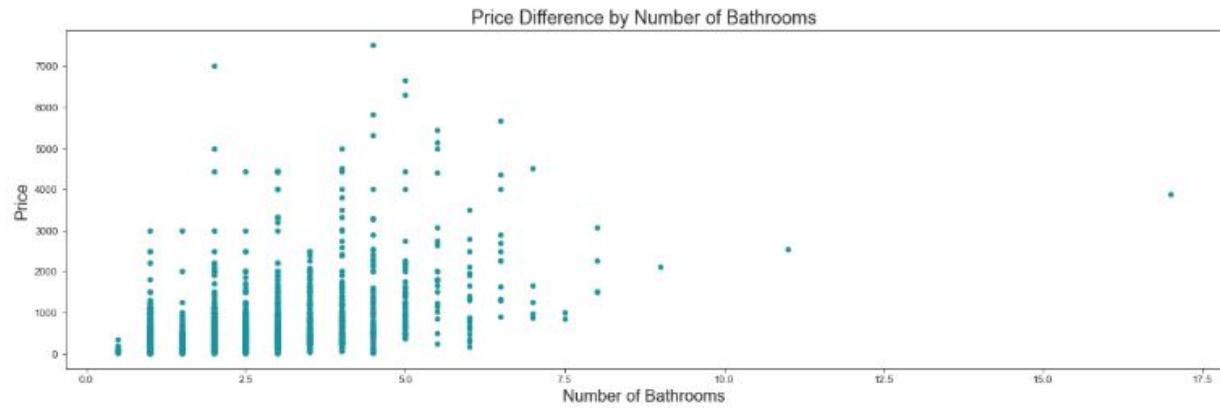 Price Difference by Number of Bathrooms
Price
7000
6000
5000
4000
3000
2000
1000
0
0.0 2.5 5.0 7.5 10.0 12.5 15.0 17.5
Number of Bathrooms